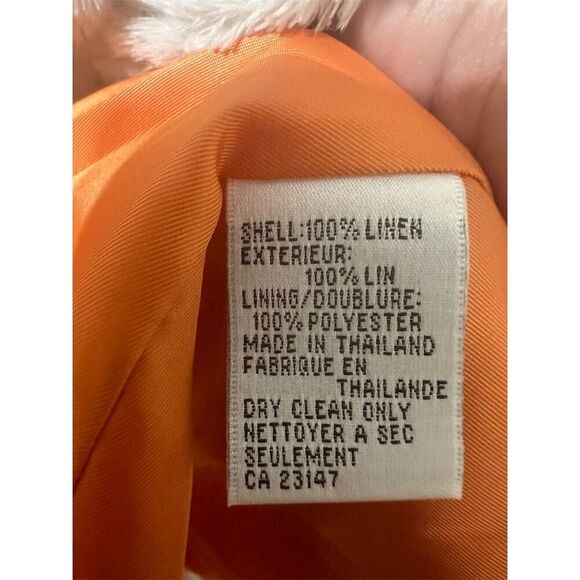 SHELL:100% LINEN
EXTERIEUR:
100% LIN
LINING/DOUBLURE:
100% POLYESTER
MADE IN THAILAND
FABRIQUE EN
THAILANDE
DRY CLEAN ONLY
NETTOYER A SEC
SEULEMENT
CA 23147